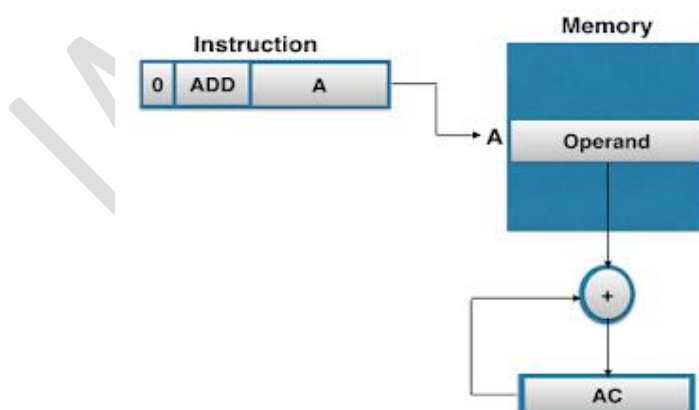 Memory
Instruction
0 ADD A
A
Operand
+
AC